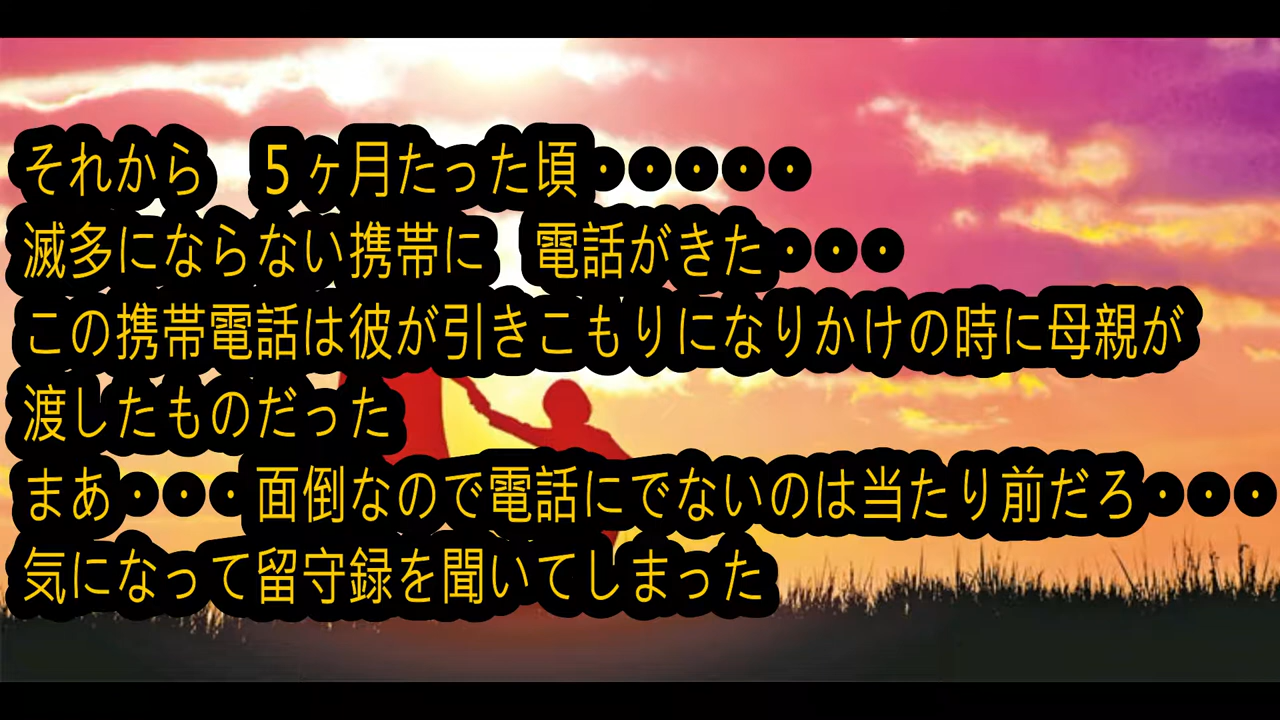 それから　５ヶ月たった頃・・・・・
滅多にならない携帯に　電話がきた・・・
この携帯電話は彼が引きこもりになりかけの時に母親が
渡したものだった
まあ・・・面倒なので電話にでないのは当たり前だろ・・・
気になって留守録を聞いてしまった